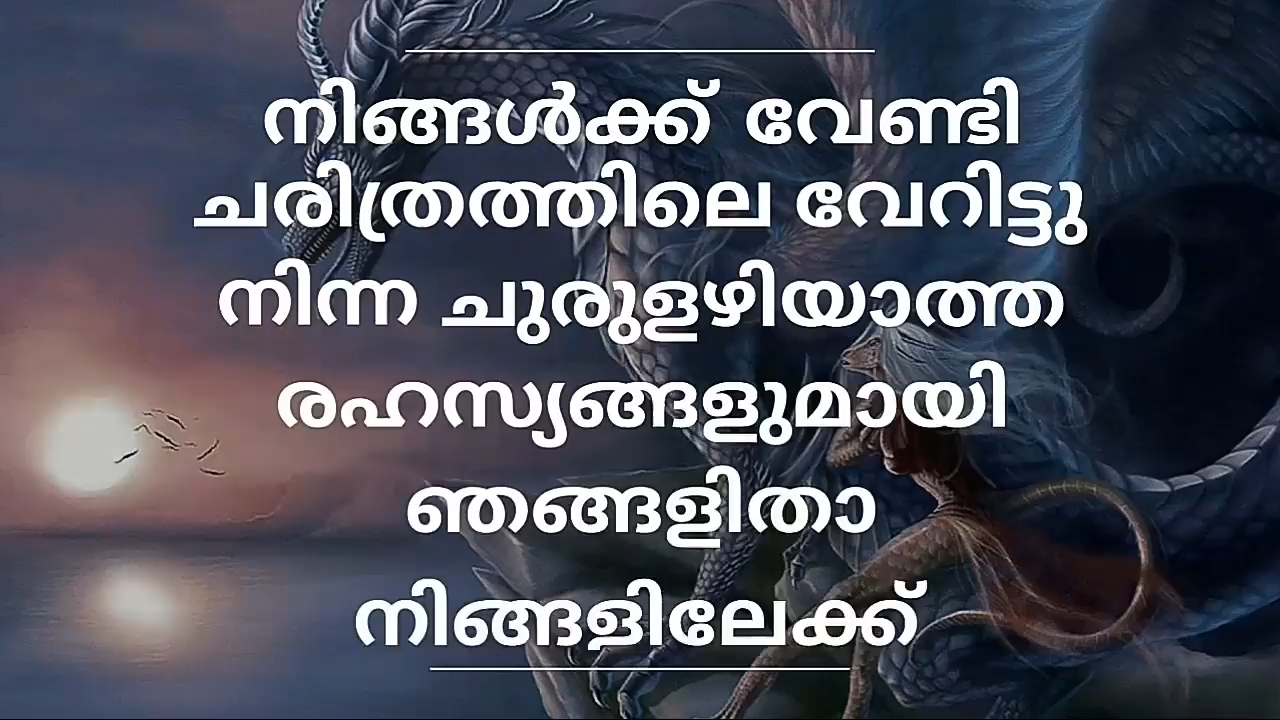 നിങ്ങൾക്ക് വേണ്ടി
ചരിത്രത്തിലെ വേറിട്ടു
നിന്ന ചുരുളഴിയാത്ത
രഹസ്യങ്ങളുമായി
ഞങ്ങളിതാ
നിങ്ങളിലേക്ക്